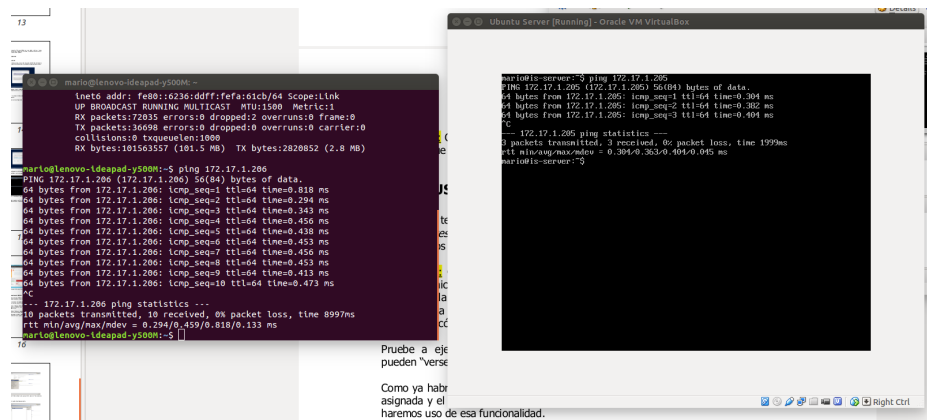 13
Details
Ubuntu Server [Running] - Oracle VM VirtualBox
mario@lenovo-ideapad-y500M: ~
inet6 addr: fe80::6236:ddff:fefa:61cb/64 Scope:Link
UP BROADCAST RUNNING MULTICAST  MTU:1500  Metric:1
RX packets:72035 errors:0 dropped:2 overruns:0 frame:0
TX packets:36698 errors:0 dropped:0 overruns:0 carrier:0
collisions:0 txqueuelen:1000
RX bytes:101563557 (101.5 MB)  TX bytes:2820852 (2.8 MB)
mario@lenovo-ideapad-y500M:~$ ping 172.17.1.206
PING 172.17.1.206 (172.17.1.206) 56(84) bytes of data.
64 bytes from 172.17.1.206: icmp_seq=1 ttl=64 time=0.818 ms
64 bytes from 172.17.1.206: icmp_seq=2 ttl=64 time=0.294 ms
64 bytes from 172.17.1.206: icmp_seq=3 ttl=64 time=0.343 ms
64 bytes from 172.17.1.206: icmp_seq=4 ttl=64 time=0.456 ms
64 bytes from 172.17.1.206: icmp_seq=5 ttl=64 time=0.438 ms
64 bytes from 172.17.1.206: icmp_seq=6 ttl=64 time=0.453 ms
64 bytes from 172.17.1.206: icmp_seq=7 ttl=64 time=0.456 ms
64 bytes from 172.17.1.206: icmp_seq=8 ttl=64 time=0.453 ms
64 bytes from 172.17.1.206: icmp_seq=9 ttl=64 time=0.413 ms
64 bytes from 172.17.1.206: icmp_seq=10 ttl=64 time=0.473 ms
^C
--- 172.17.1.206 ping statistics ---
10 packets transmitted, 10 received, 0% packet loss, time 8997ms
rtt min/avg/max/mdev = 0.294/0.459/0.818/0.133 ms
mario@lenovo-ideapad-y500M:~$
mario@is-server:~$ ping 172.17.1.205
PING 172.17.1.205 (172.17.1.205) 56(84) bytes of data.
64 bytes from 172.17.1.205: icmp_seq=1 ttl=64 time=0.304 ms
64 bytes from 172.17.1.205: icmp_seq=2 ttl=64 time=0.382 ms
64 bytes from 172.17.1.205: icmp_seq=3 ttl=64 time=0.404 ms
^C
--- 172.17.1.205 ping statistics ---
3 packets transmitted, 3 received, 0% packet loss, time 1999ms
rtt min/avg/max/mdev = 0.304/0.363/0.404/0.045 ms
mario@is-server:~$
16
Pruebe a eje
pueden "verse
Como ya habr
asignada y el
haremos uso de esa funcionalidad.
Right Ctrl